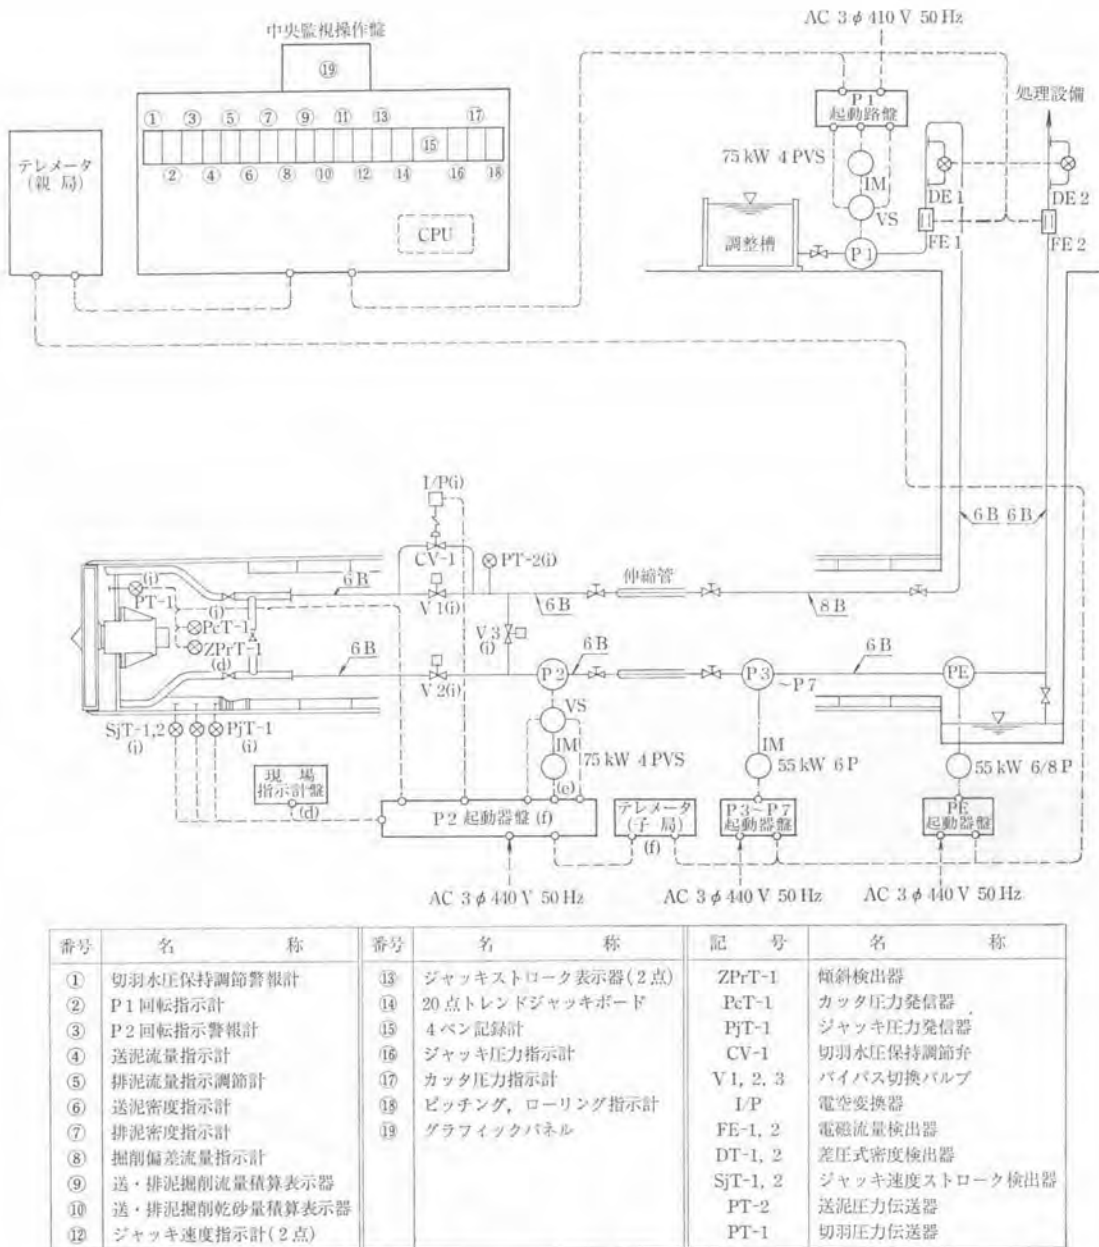 AC 3φ410 V 50 Hz
中央監視操作盤
⑲
① ③ ⑤ ⑦ ⑨ ⑪ ⑬ ⑰
⑮
② ④ ⑥ ⑧ ⑩ ⑫ ⑭ ⑯ ⑱
CPU
テレメータ
(親 局)
P 1
起動路盤
処理設備
75 kW 4 PVS
IM
VS
DE 1
DE 2
調整槽
P 1
FE 1
FE 2
I/P(i)
CV-1
PT-2(i)
6 B 6 B
伸縮管
(i)
PT-1
6 B
(i)
V 1(i)
6 B
8 B
PcT-1
ZPrT-1
(d)
V 3
(i)
6 B
V 2(i)
P 2
6 B
P 3
~P 7
6 B
PE
SjT-1,2
(i)
PjT-1
(i)
VS
IM
75 kW 4 PVS
(e)
IM
55 kW 6 P
55 kW 6/8 P
現 場
指示計盤
(d)
P 2 起動器盤 (f)
テレメータ
(子 局)
(f)
P 3~P 7
起動器盤
PE
起動器盤
AC 3φ440 V 50 Hz
AC 3φ440 V 50 Hz
AC 3φ440 V 50 Hz
番号 名 称 番号 名 称 記 号 名 称
① 切羽水圧保持調節警報計 ⑬ ジャッキストローク表示器(2点) ZPrT-1 傾斜検出器
② P1回転指示計 ⑭ 20点トレンドジャッキボード PcT-1 カッタ圧力発信器
③ P2回転指示警報計 ⑮ 4ペン記録計 PjT-1 ジャッキ圧力発信器
④ 送泥流量指示計 ⑯ ジャッキ圧力指示計 CV-1 切羽水圧保持調節弁
⑤ 排泥流量指示調節計 ⑰ カッタ圧力指示計 V 1, 2, 3 バイパス切換バルブ
⑥ 送泥密度指示計 ⑱ ピッチング，ローリング指示計 I/P 電空変換器
⑦ 排泥密度指示計 ⑲ グラフィックパネル FE-1, 2 電磁流量検出器
⑧ 掘削偏差流量指示計 DT-1, 2 差圧式密度検出器
⑨ 送・排泥掘削流量積算表示器 SjT-1, 2 ジャッキ速度ストローク検出器
⑩ 送・排泥掘削乾砂量積算表示器 PT-2 送泥圧力伝送器
⑫ ジャッキ速度指示計(2点) PT-1 切羽圧力伝送器